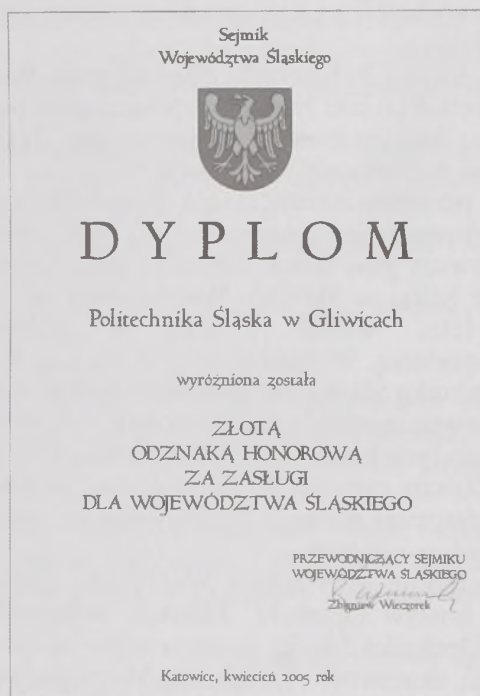 Sejmik
Województwa Śląskiego
DYPLOM
Politechnika Śląska w Gliwicach
wyróżniona została
ZŁOTĄ
ODZNAKĄ HONOROWĄ
ZA ZASŁUGI
DLA WOJEWÓDZTWA ŚLĄSKIEGO
PRZEWODNICZĄCY SEJMIKU
WOJEWÓDZTWA ŚLĄSKIEGO
Zbigniew Wieczorek
Katowice, kwiecień 2005 rok